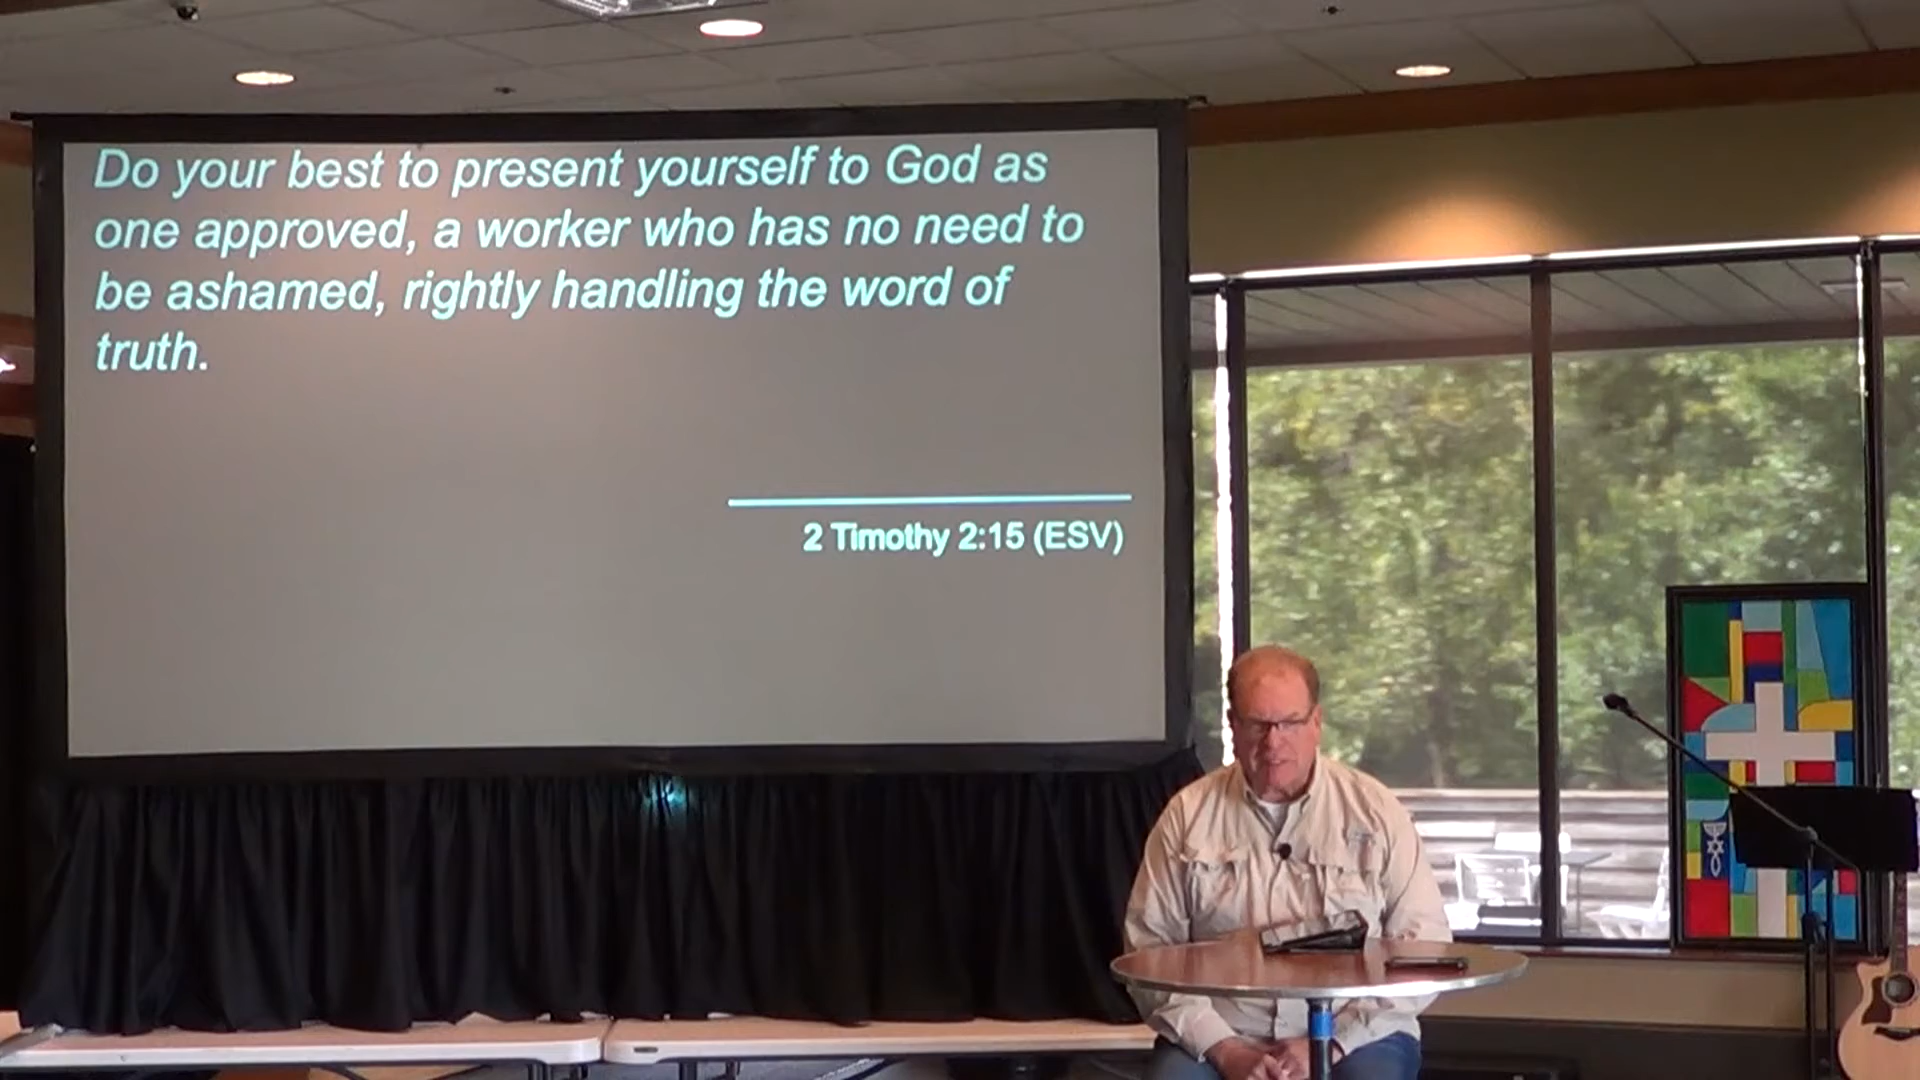 Do your best to present yourself to God as
one approved, a worker who has no need to
be ashamed, rightly handling the word of
truth.
2 Timothy 2:15 (ESV)